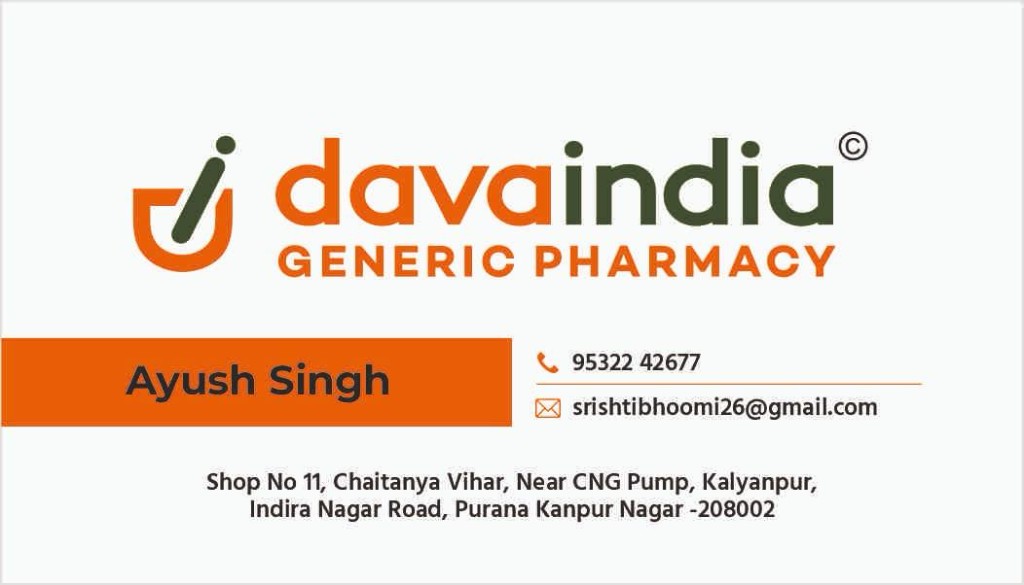 davaindia ©
GENERIC PHARMACY
Ayush Singh
95322 42677
srishtibhoomi26@gmail.com
Shop No 11, Chaitanya Vihar, Near CNG Pump, Kalyanpur,
Indira Nagar Road, Purana Kanpur Nagar -208002